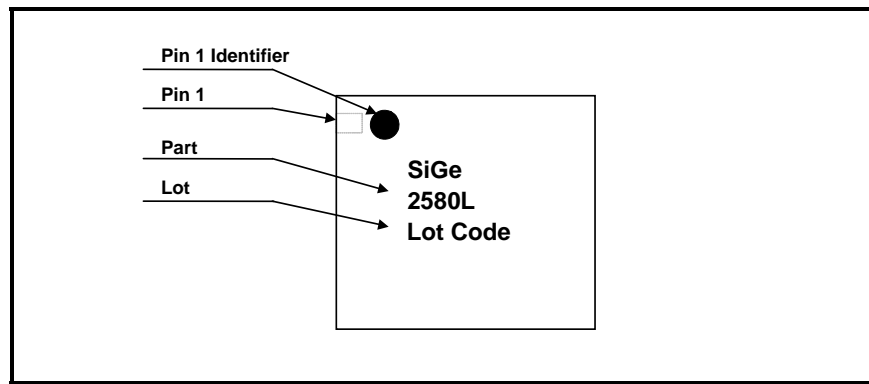 Pin 1 Identifier
Pin 1
Part
Lot
SiGe
2580L
Lot Code